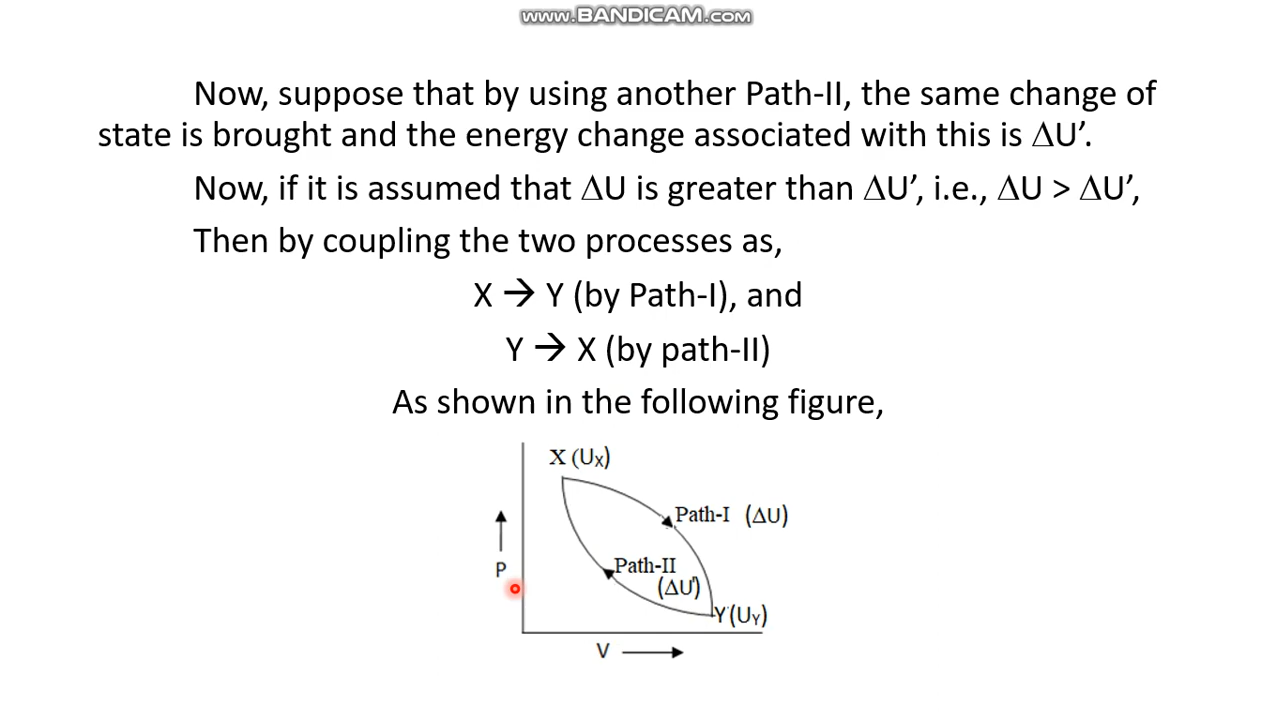 www.BANDICAM.com
Now, suppose that by using another Path-II, the same change of
state is brought and the energy change associated with this is ΔU’.
Now, if it is assumed that ΔU is greater than ΔU’, i.e., ΔU > ΔU’,
Then by coupling the two processes as,
X → Y (by Path-I), and
Y → X (by path-II)
As shown in the following figure,
X (UX)
Path-I (ΔU)
P
Path-II
(ΔU')
Y (UY)
V